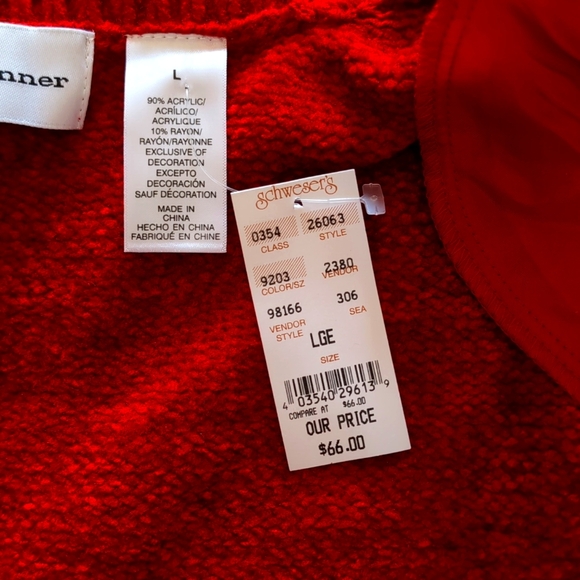 nner
L
90% ACRYLIC/
ACRÍLICO/
ACRYLIQUE
10% RAYON/
RAYÓN/RAYONNE
EXCLUSIVE OF
DECORATION
EXCEPTO
DECORACIÓN
SAUF DÉCORATION
MADE IN
CHINA
HECHO EN CHINA
FABRIQUÉ EN CHINE
Schweser's
0354 26063
CLASS STYLE
9203 2380
COLOR/SZ VENDOR
98166 306
VENDOR STYLE SEA
LGE
SIZE
4 03540 29613 9
COMPARE AT $66.00
OUR PRICE
$66.00